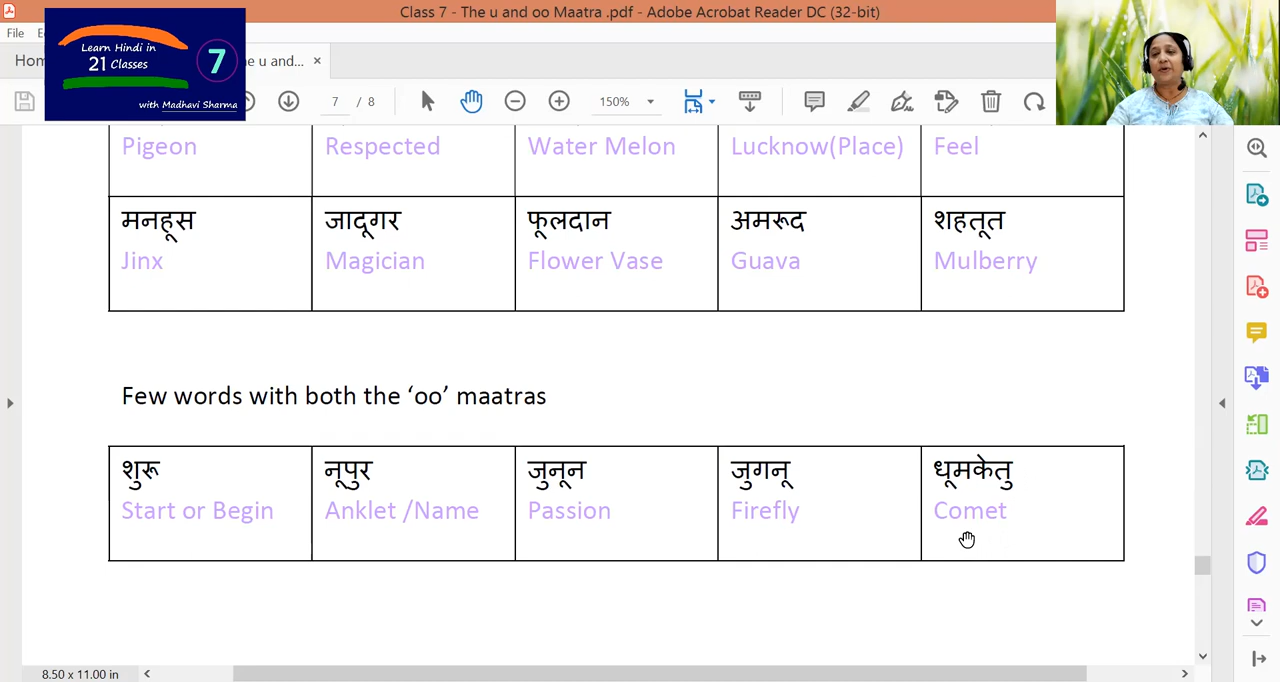 Class 7 - The u and oo Maatra .pdf - Adobe Acrobat Reader DC (32-bit)
File
Learn Hindi in
21 Classes
7
with Madhavi Sharma
he u and... ×
7 / 8
150%
Pigeon Respected Water Melon Lucknow(Place) Feel
मनहूस जादूगर फूलदान अमरूद शहतूत
Jinx Magician Flower Vase Guava Mulberry
Few words with both the ‘oo’ maatras
शुरू नूपुर जुनून जुगनू धूमकेतु
Start or Begin Anklet /Name Passion Firefly Comet
8.50 x 11.00 in